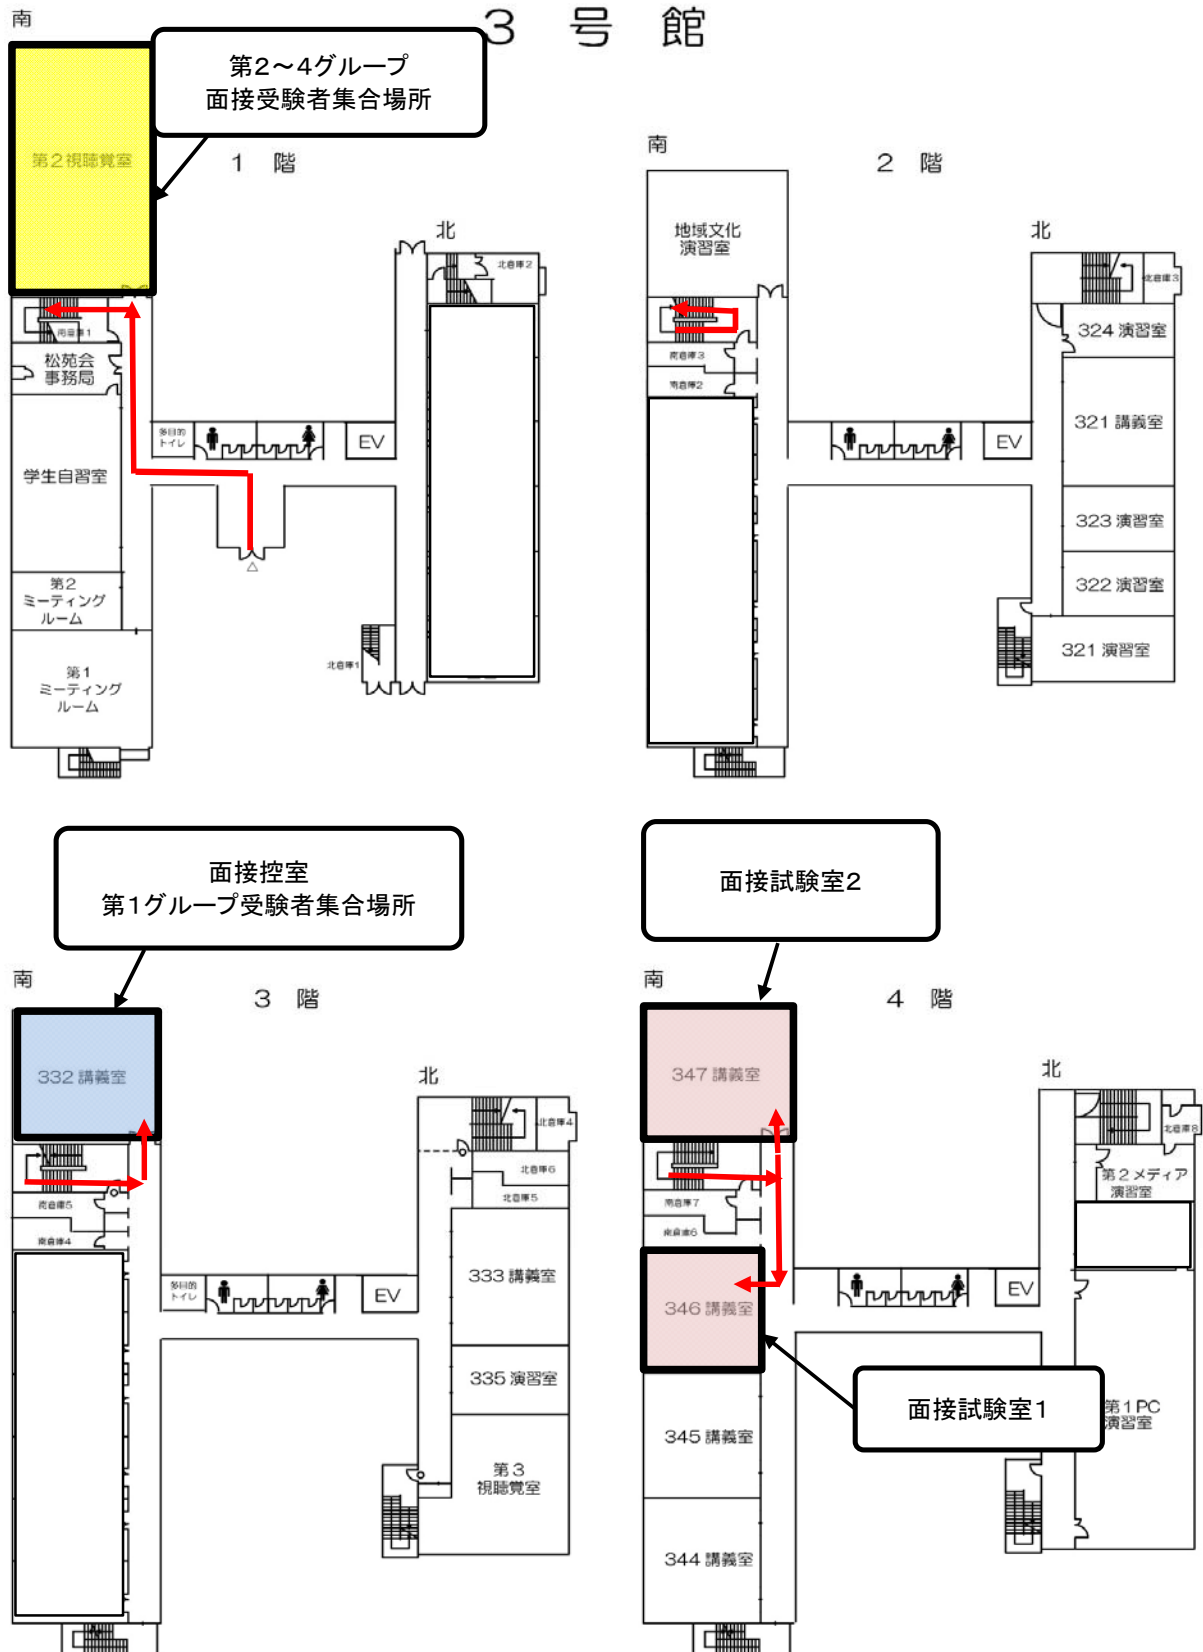 3 号 館
南
第2～4グループ
面接受験者集合場所
第2視聴覚室
1 階
北
北倉庫2
南倉庫1
松苑会
事務局
多目的
トイレ
EV
学生自習室
第2
ミーティング
ルーム
第1
ミーティング
ルーム
北倉庫1
南
2 階
地域文化
演習室
北
北倉庫3
324 演習室
南倉庫3
南倉庫2
321 講義室
EV
323 演習室
322 演習室
321 演習室
面接控室
第1グループ受験者集合場所
南
3 階
332 講義室
北
北倉庫4
北倉庫6
北倉庫5
南倉庫5
南倉庫4
多目的
トイレ
EV
333 講義室
335 演習室
第3
視聴覚室
面接試験室2
南
4 階
347 講義室
北
北倉庫8
第2メディア
演習室
南倉庫7
南倉庫6
EV
346 講義室
面接試験室1
第1PC
演習室
345 講義室
344 講義室